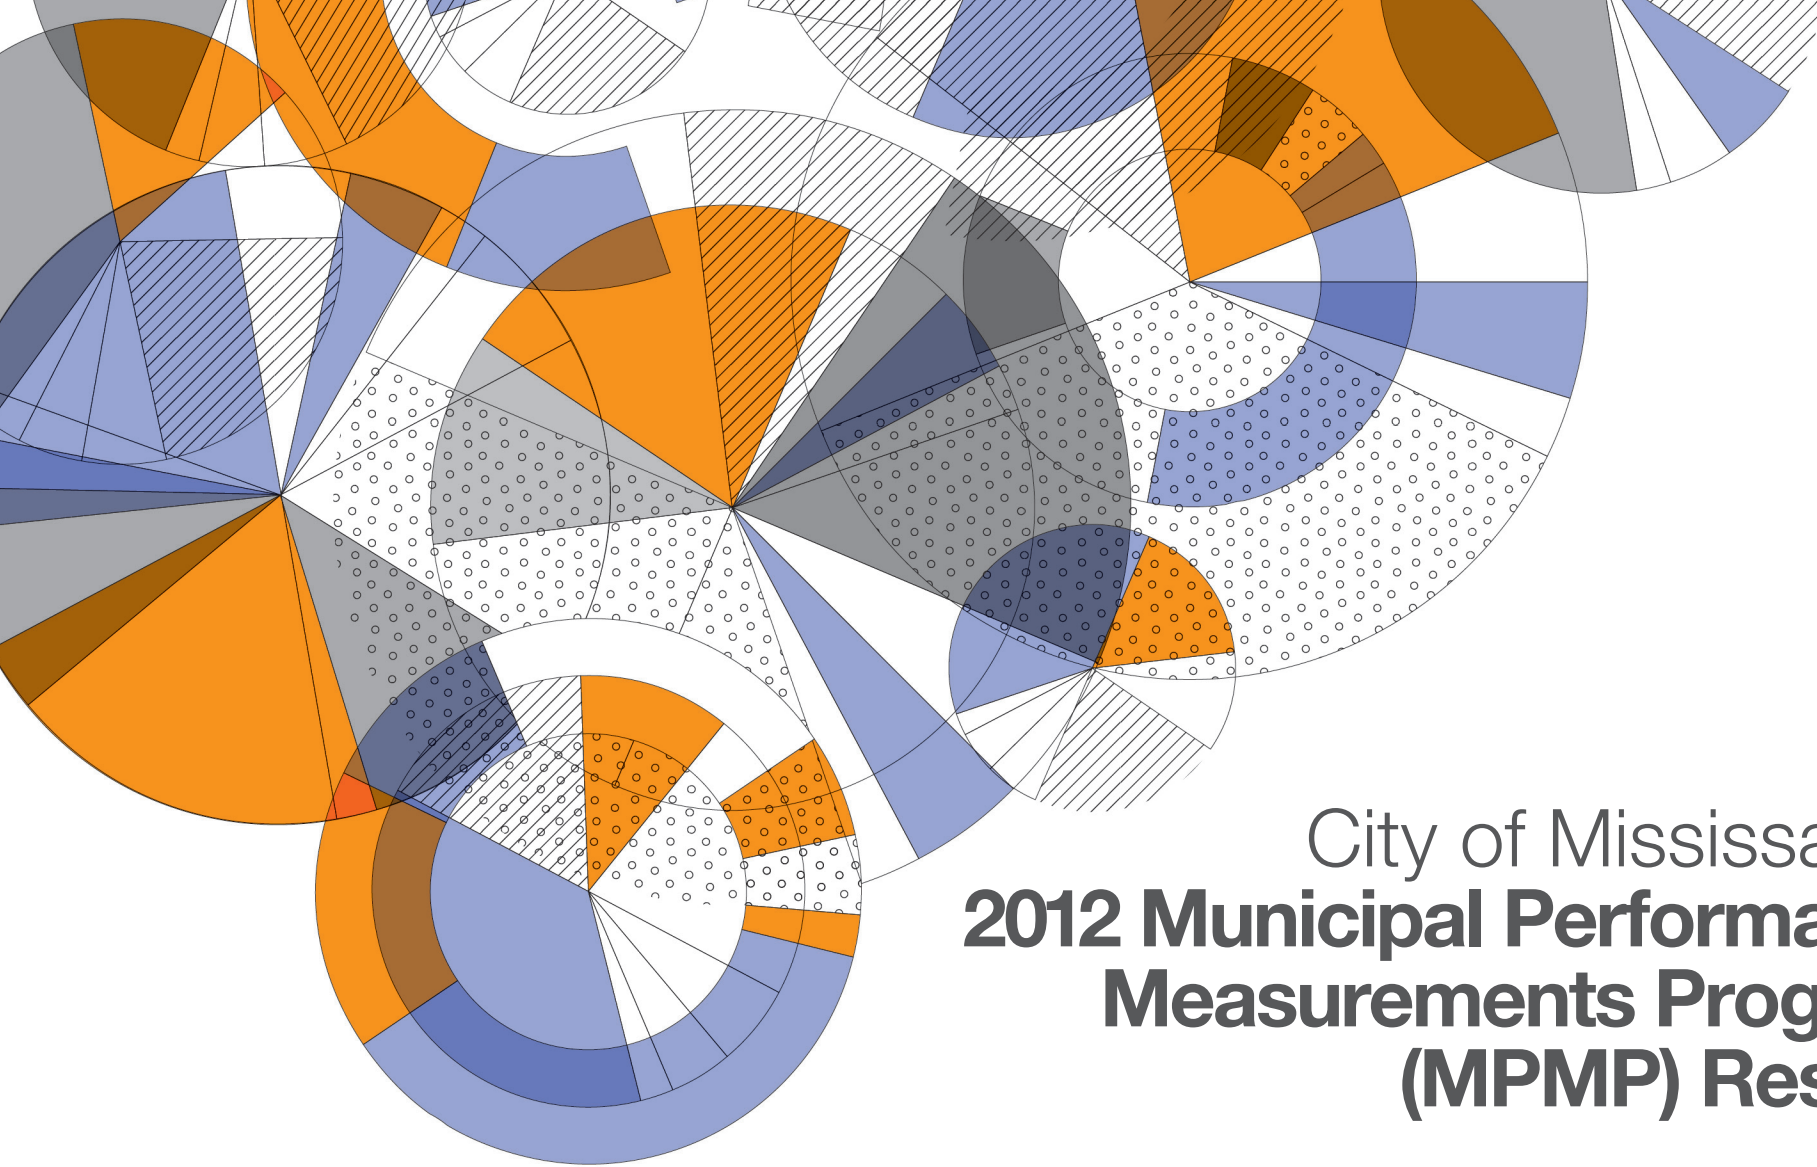 City of Mississa
2012 Municipal Performa
Measurements Prog
(MPMP) Res